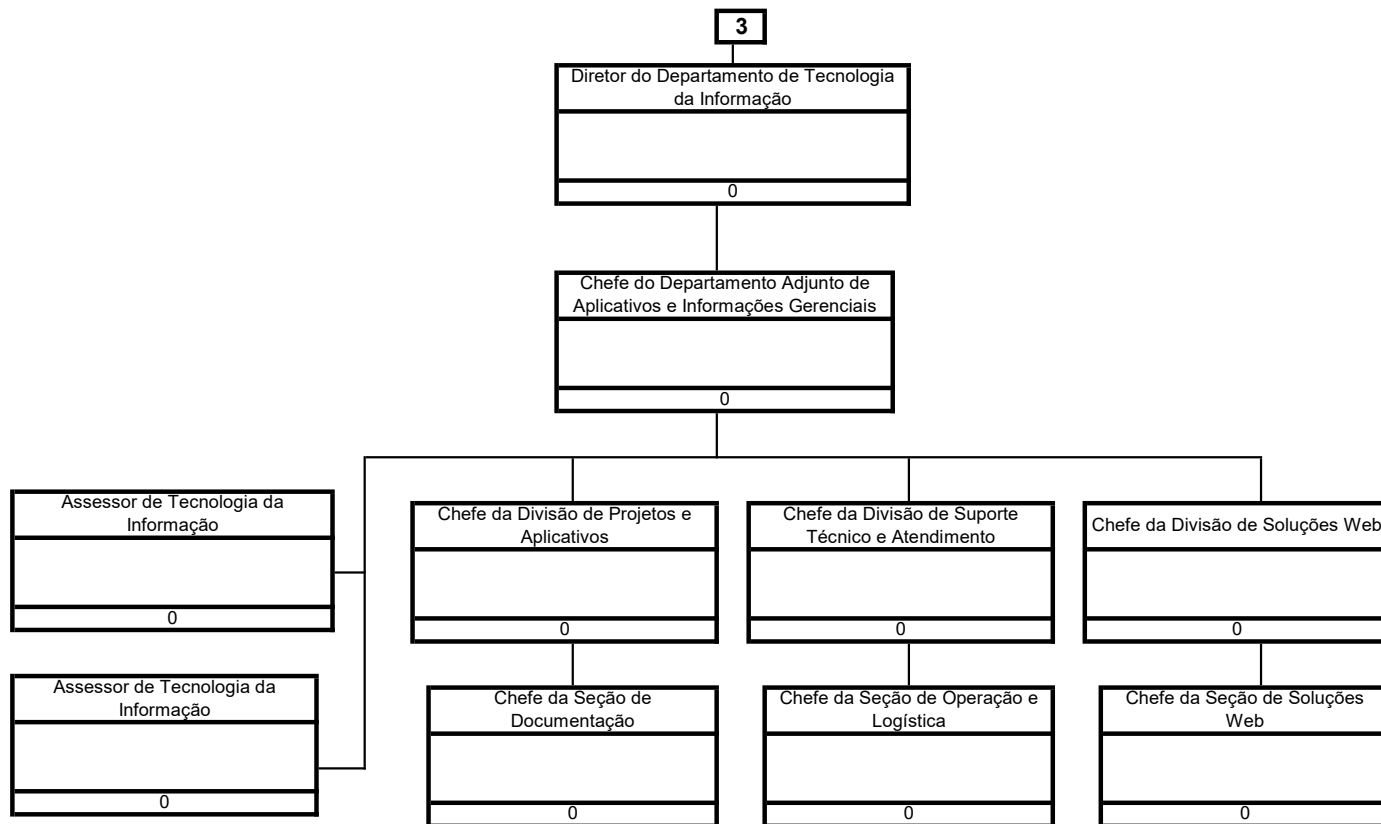 3
Diretor do Departamento de Tecnologia
da Informação
0
Chefe do Departamento Adjunto de
Aplicativos e Informações Gerenciais
0
Assessor de Tecnologia da
Informação
0
Chefe da Divisão de Projetos e
Aplicativos
0
Chefe da Divisão de Suporte
Técnico e Atendimento
0
Chefe da Divisão de Soluções Web
0
Assessor de Tecnologia da
Informação
0
Chefe da Seção de
Documentação
0
Chefe da Seção de Operação e
Logística
0
Chefe da Seção de Soluções
Web
0